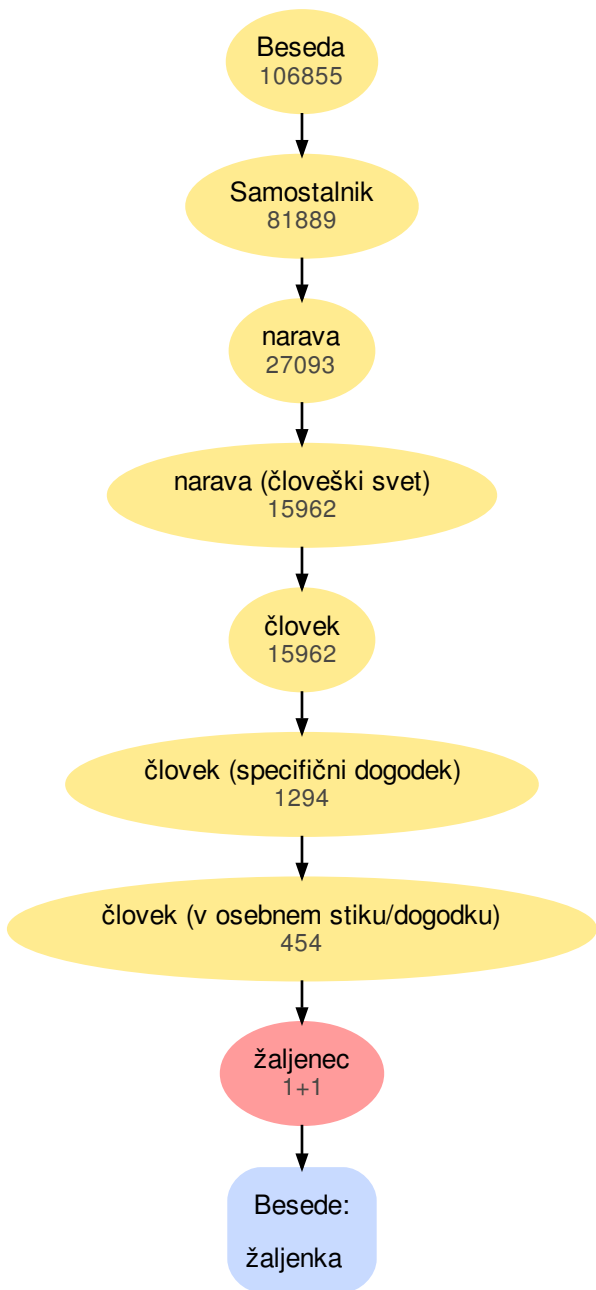 Beseda
106855
Samostalnik
81889
narava
27093
narava (človeški svet)
15962
človek
15962
človek (specifični dogodek)
1294
človek (v osebnem stiku/dogodku)
454
žaljenec
1+1
Besede:
žaljenka